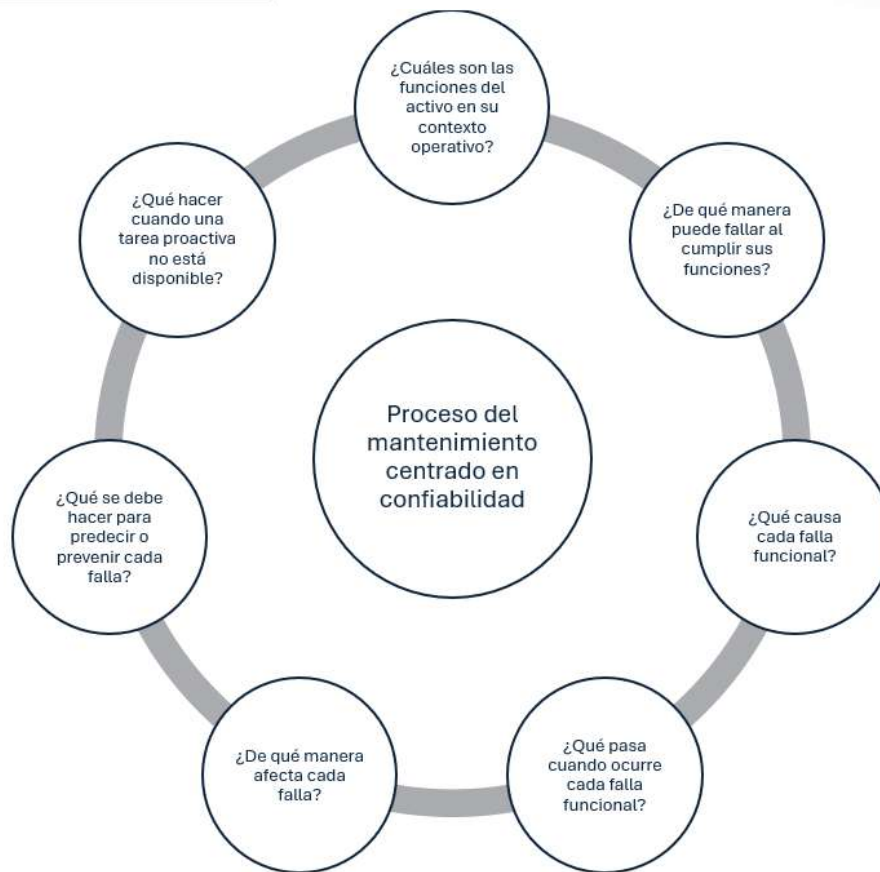 ¿Cuáles son las
funciones del
activo en su
contexto
operativo?
¿De qué manera
puede fallar al
cumplir sus
funciones?
¿Qué causa
cada falla
funcional?
¿Qué pasa
cuando ocurre
cada falla
funcional?
¿De qué manera
afecta cada
falla?
¿Qué se debe
hacer para
predecir o
prevenir cada
falla?
¿Qué hacer
cuando una
tarea proactiva
no está
disponible?
Proceso del
mantenimiento
centrado en
confiabilidad